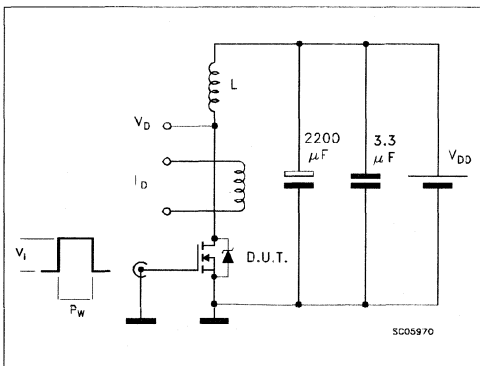 L
V_D
2200 μF
3.3 μF
V_DD
I_D
V_i
D.U.T.
P_W
SC05970